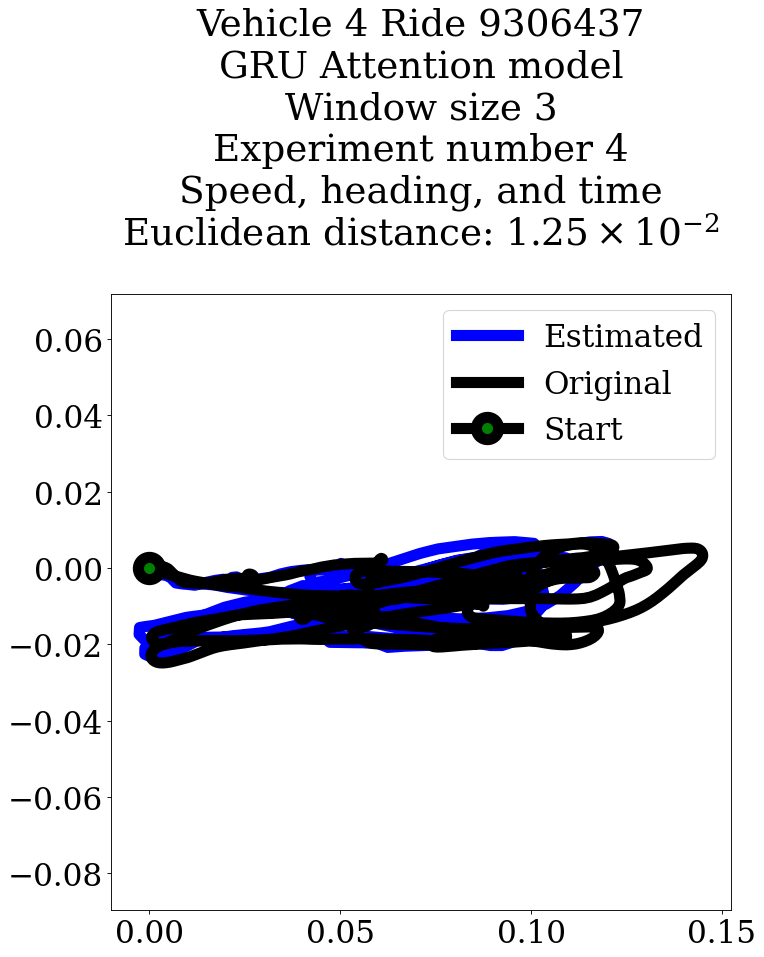 Vehicle 4 Ride 9306437
GRU Attention model
Window size 3
Experiment number 4
Speed, heading, and time
Euclidean distance: 1.25 × 10⁻²
Estimated
Original
Start
0.06
0.04
0.02
0.00
−0.02
−0.04
−0.06
−0.08
0.00 0.05 0.10 0.15